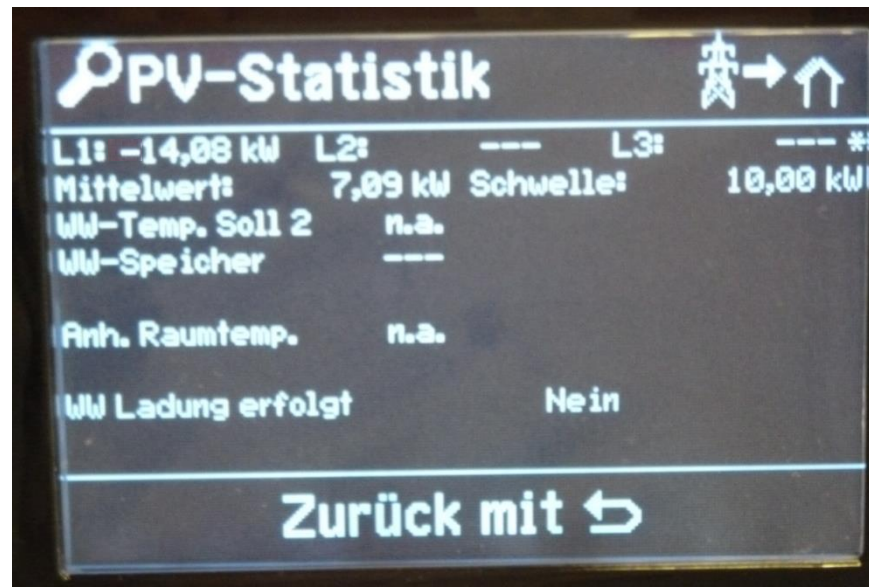 PV-Statistik
L1: -14,08 kW L2: --- L3: --- *
Mittelwert: 7,09 kW Schwelle: 10,00 kW
WW-Temp. Soll 2 n.a.
WW-Speicher ---
Anh. Raumtemp. n.a.
WW Ladung erfolgt Nein
Zurück mit